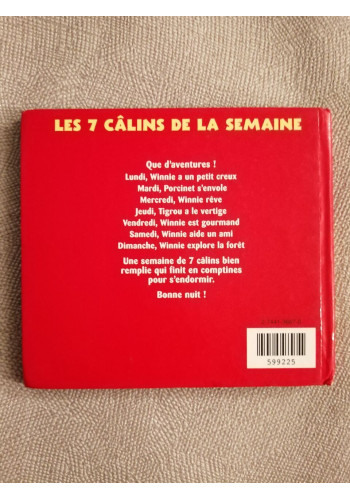 LES 7 CÂLINS DE LA SEMAINE
Que d'aventures !
Lundi, Winnie a un petit creux
Mardi, Porcinet s'envole
Mercredi, Winnie rêve
Jeudi, Tigrou a le vertige
Vendredi, Winnie est gourmand
Samedi, Winnie aide un ami
Dimanche, Winnie explore la forêt
Une semaine de 7 câlins bien
remplie qui finit en comptines
pour s'endormir.
Bonne nuit !
599225